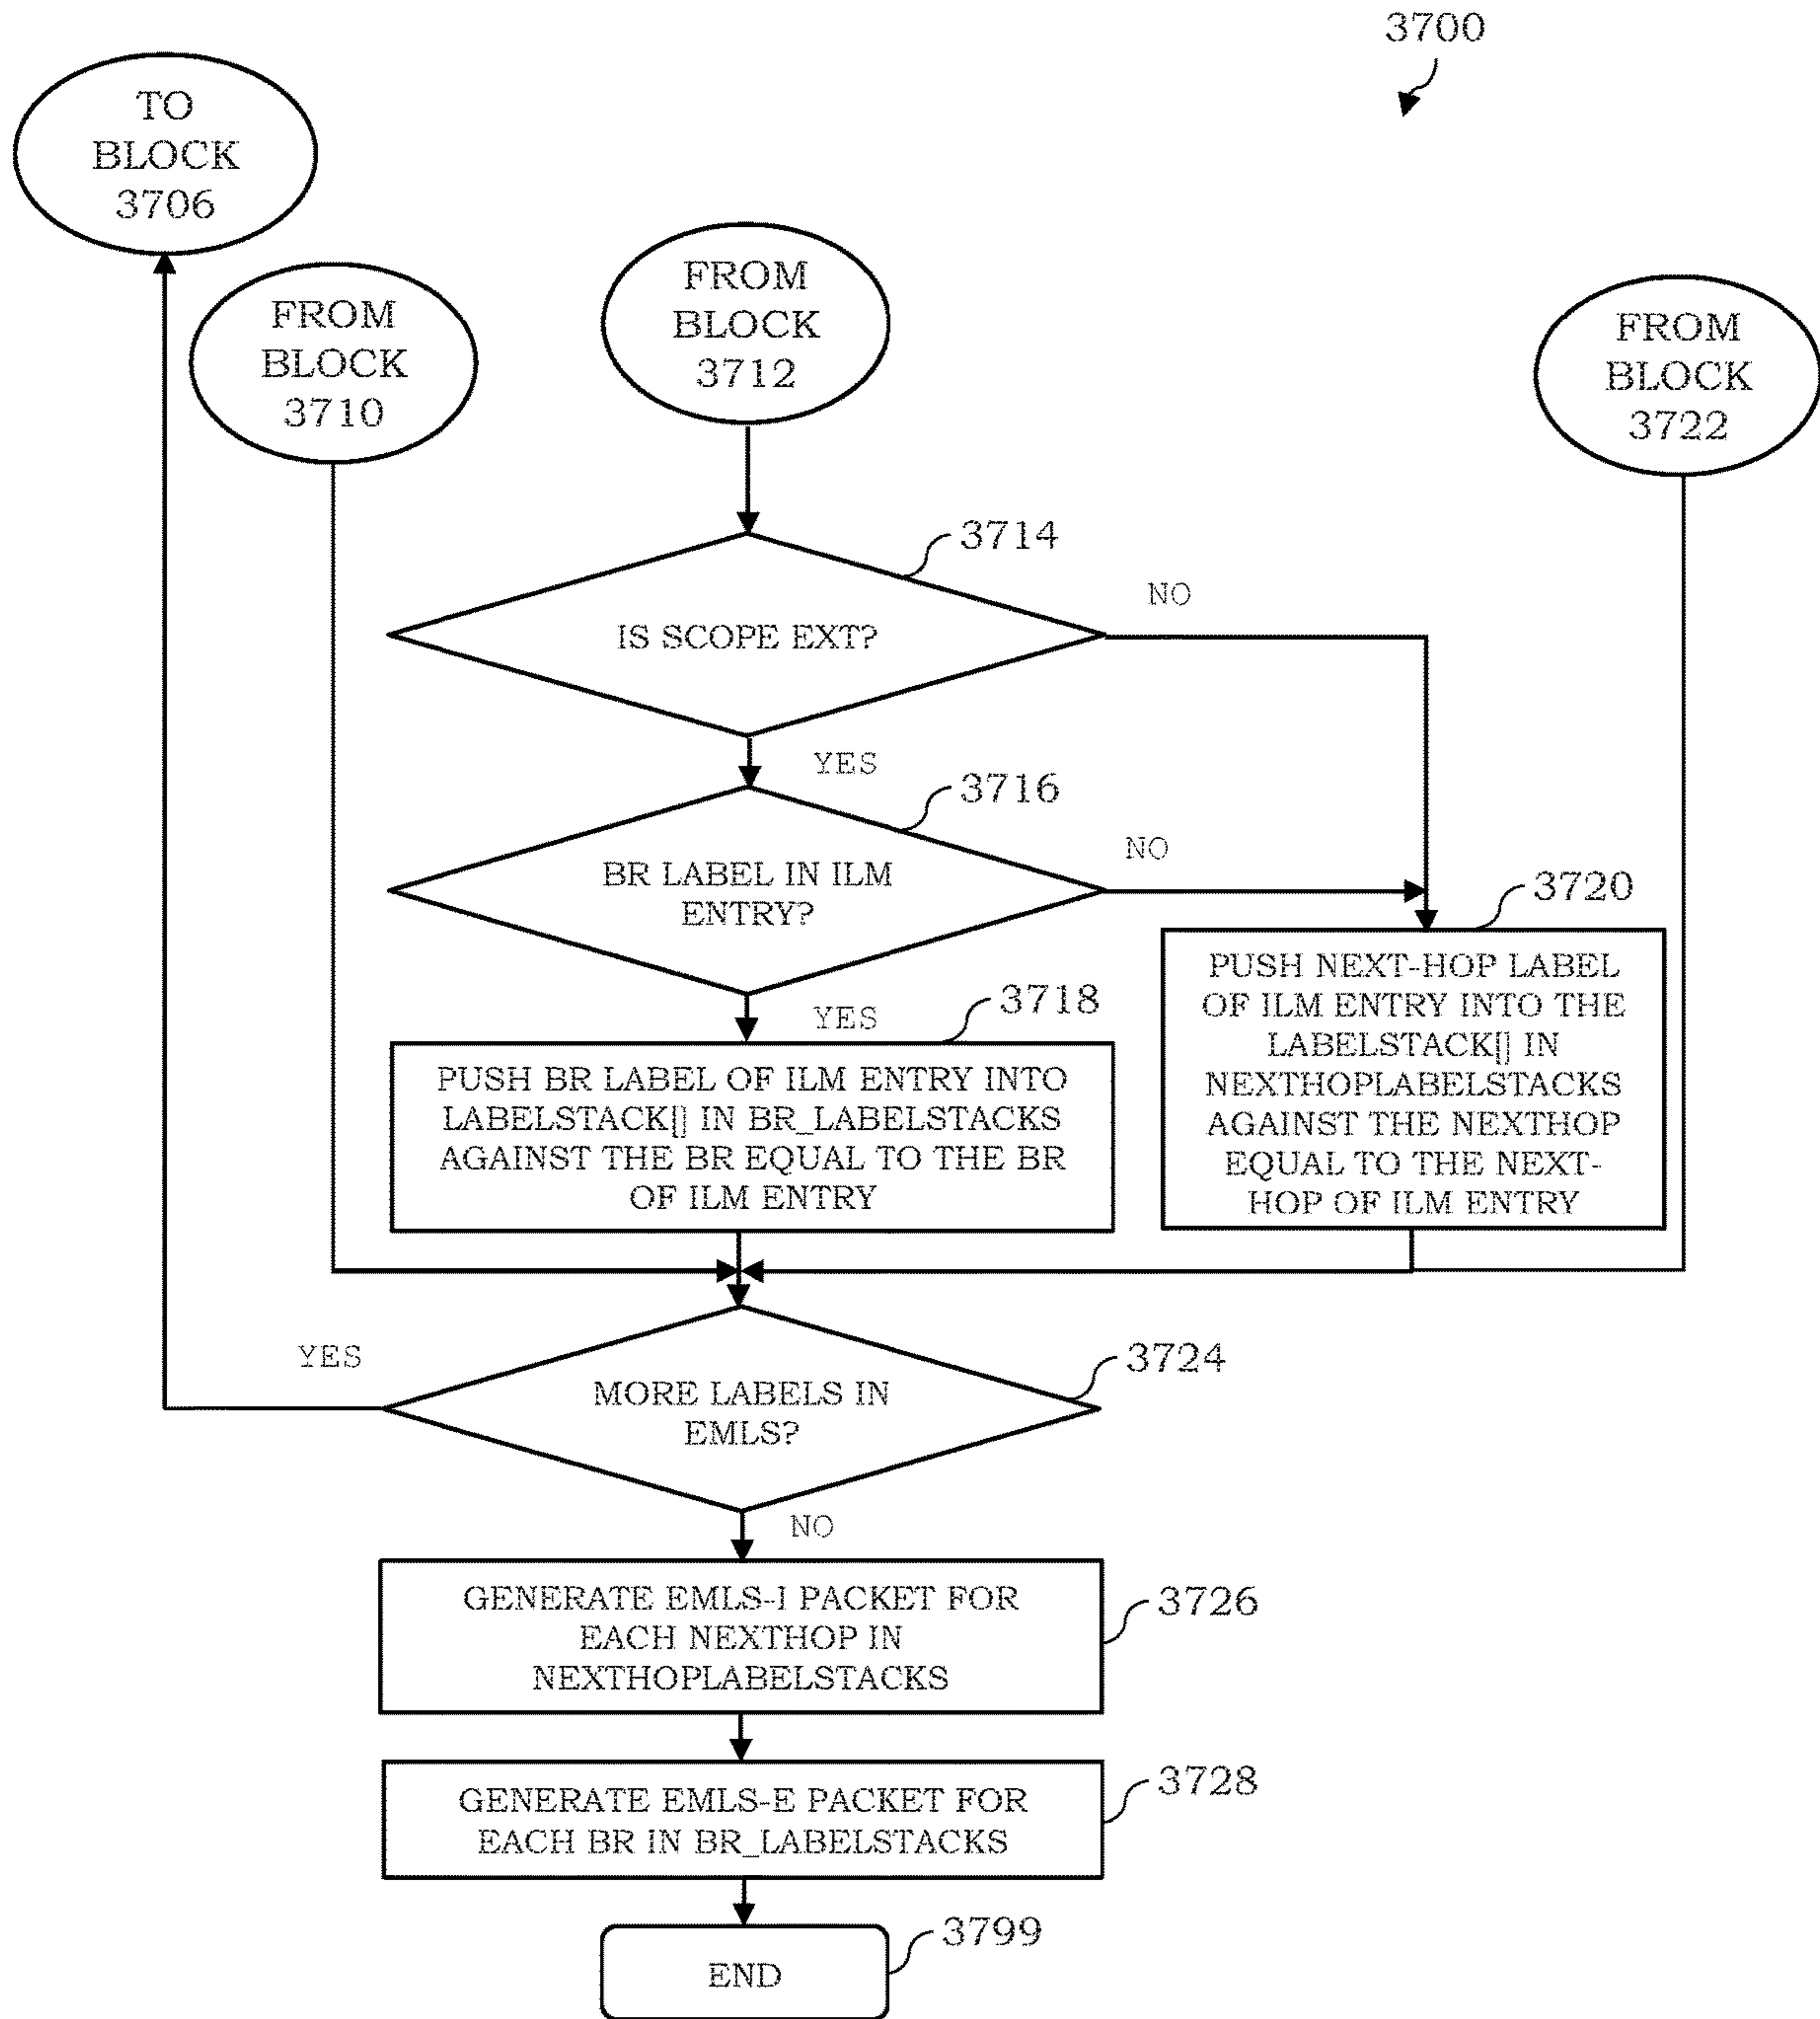 3700
TO
BLOCK
3706
FROM
BLOCK
3710
FROM
BLOCK
3712
FROM
BLOCK
3722
3714
IS SCOPE EXT?
NO
YES
3716
BR LABEL IN ILM
ENTRY?
NO
YES
3718
PUSH BR LABEL OF ILM ENTRY INTO
LABELSTACK[] IN BR_LABELSTACKS
AGAINST THE BR EQUAL TO THE BR
OF ILM ENTRY
3720
PUSH NEXT-HOP LABEL
OF ILM ENTRY INTO THE
LABELSTACK[] IN
NEXTHOPLABELSTACKS
AGAINST THE NEXTHOP
EQUAL TO THE NEXT-
HOP OF ILM ENTRY
YES
3724
MORE LABELS IN
EMLS?
NO
GENERATE EMLS-I PACKET FOR
EACH NEXTHOP IN
NEXTHOPLABELSTACKS
3726
GENERATE EMLS-E PACKET FOR
EACH BR IN BR_LABELSTACKS
3728
END
3799